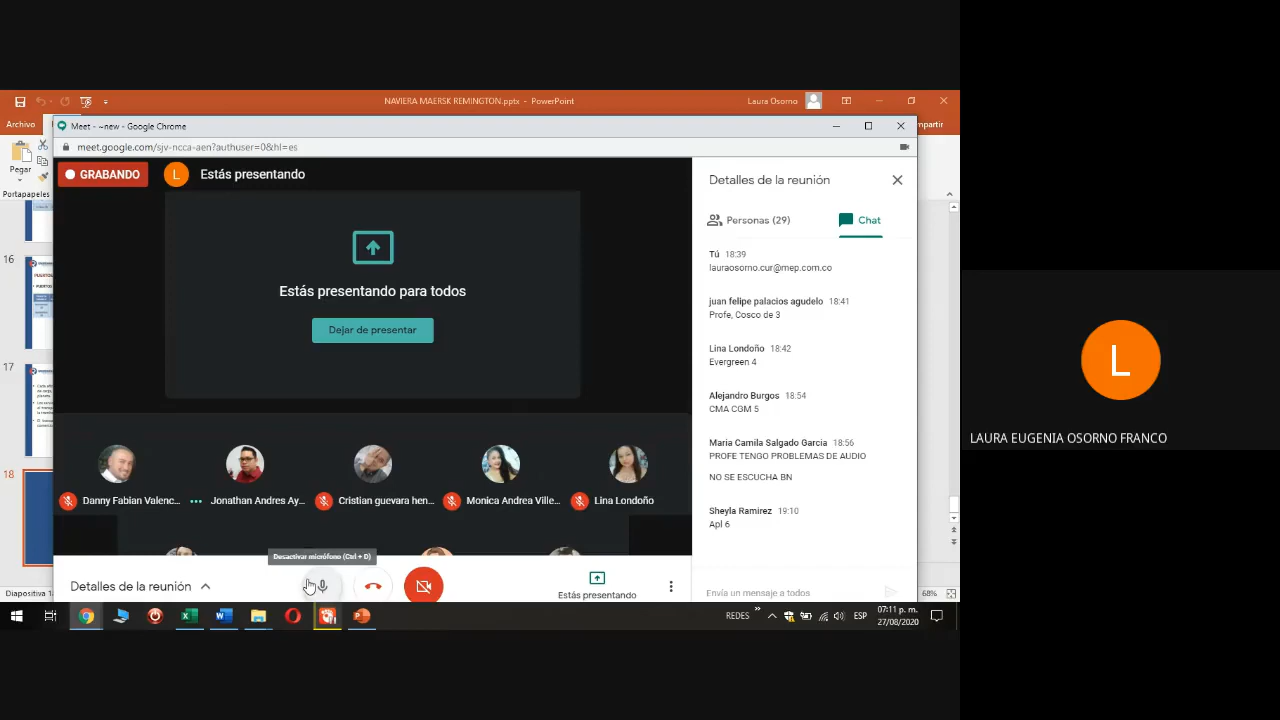 NAVIERA MAERSK REMINGTON.pptx - PowerPoint
Laura Osorno
Archivo
Meet - ~new - Google Chrome
mpartir
meet.google.com/sjv-ncca-aen?authuser=0&hl=es
Pegar
Portapapeles
GRABANDO
L
Estás presentando
Detalles de la reunión
Personas (29)
Chat
Estás presentando para todos
Dejar de presentar
Tú 18:39
lauraosorno.cur@mep.com.co
juan felipe palacios agudelo 18:41
Profe, Cosco de 3
Lina Londoño 18:42
Evergreen 4
Alejandro Burgos 18:54
CMA CGM 5
Maria Camila Salgado Garcia 18:56
PROFE TENGO PROBLEMAS DE AUDIO
NO SE ESCUCHA BN
Sheyla Ramirez 19:10
Apl 6
16
17
18
Danny Fabian Valenc...
Jonathan Andres Ay...
Cristian guevara hen...
Monica Andrea Ville...
Lina Londoño
Desactivar micrófono (Ctrl + D)
Detalles de la reunión
Estás presentando
Envía un mensaje a todos
Diapositiva 1
68%
REDES
ESP
07:11 p. m.
27/08/2020
L
LAURA EUGENIA OSORNO FRANCO